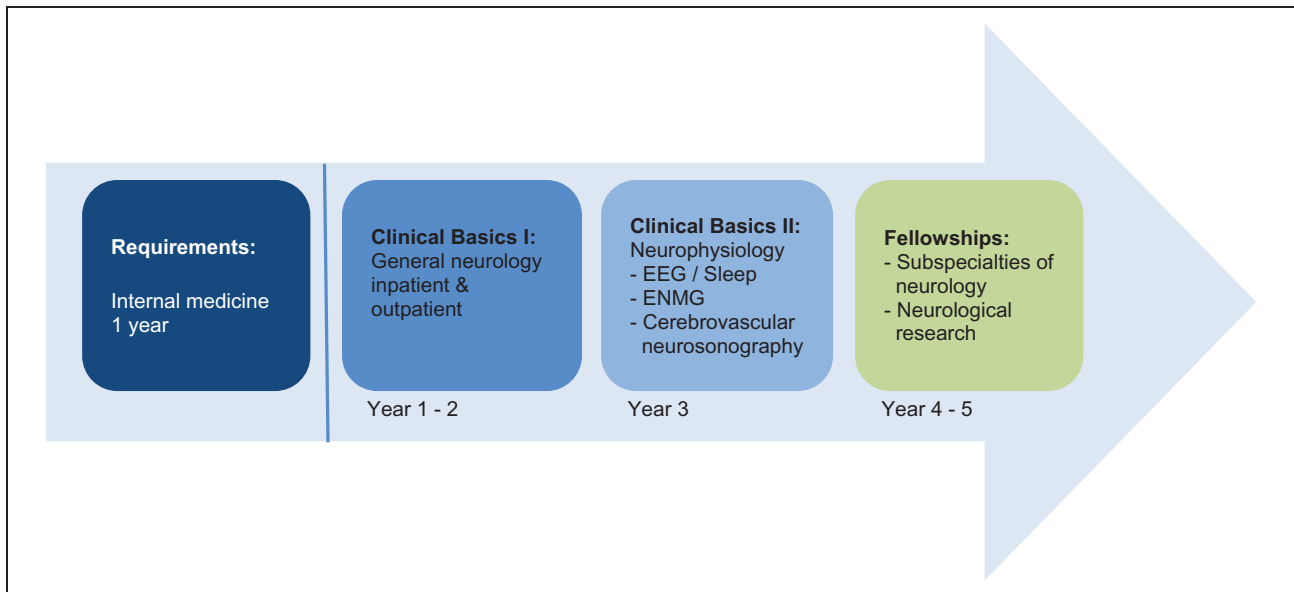 Requirements:
Internal medicine
1 year
Clinical Basics I:
General neurology
inpatient &
outpatient
Year 1 - 2
Clinical Basics II:
Neurophysiology
- EEG / Sleep
- ENMG
- Cerebrovascular
neurosonography
Year 3
Fellowships:
- Subspecialties of
neurology
- Neurological
research
Year 4 - 5